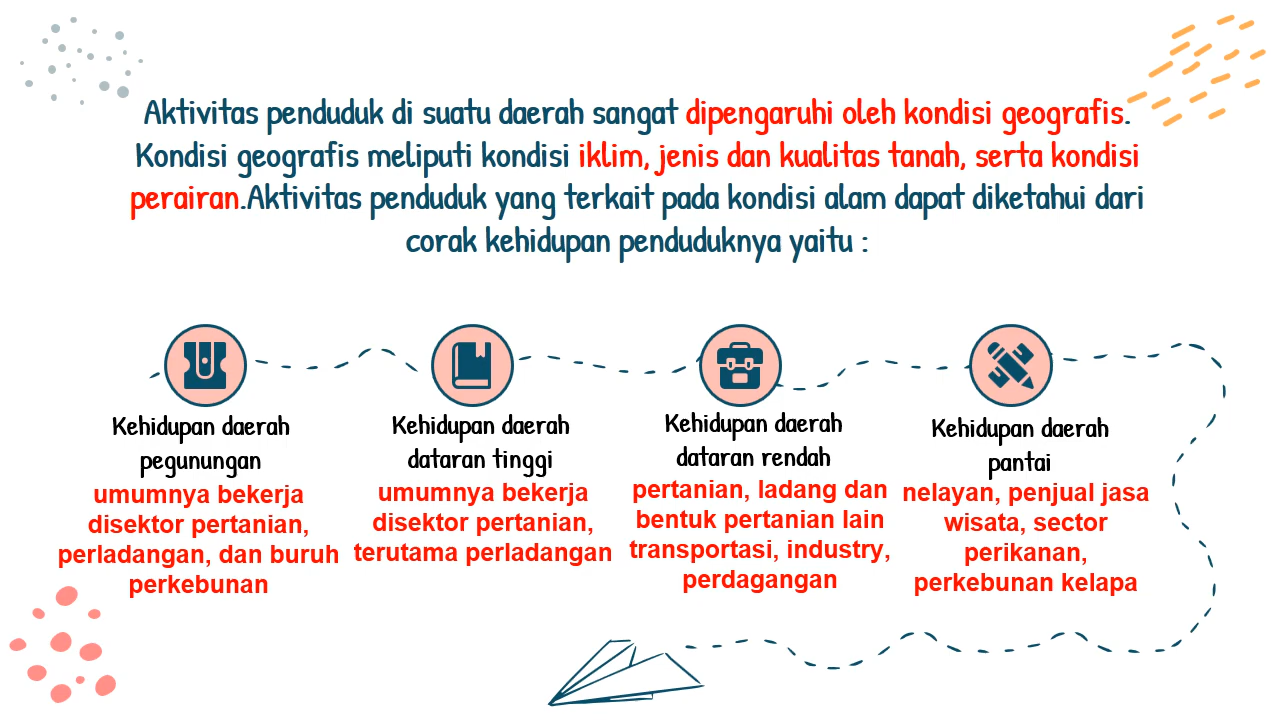 Aktivitas penduduk di suatu daerah sangat dipengaruhi oleh kondisi geografis.
Kondisi geografis meliputi kondisi iklim, jenis dan kualitas tanah, serta kondisi
perairan.Aktivitas penduduk yang terkait pada kondisi alam dapat diketahui dari
corak kehidupan penduduknya yaitu :
Kehidupan daerah
pegunungan
umumnya bekerja
disektor pertanian,
perladangan, dan buruh
perkebunan
Kehidupan daerah
dataran tinggi
umumnya bekerja
disektor pertanian,
terutama perladangan
Kehidupan daerah
dataran rendah
pertanian, ladang dan
bentuk pertanian lain
transportasi, industry,
perdagangan
Kehidupan daerah
pantai
nelayan, penjual jasa
wisata, sector
perikanan,
perkebunan kelapa